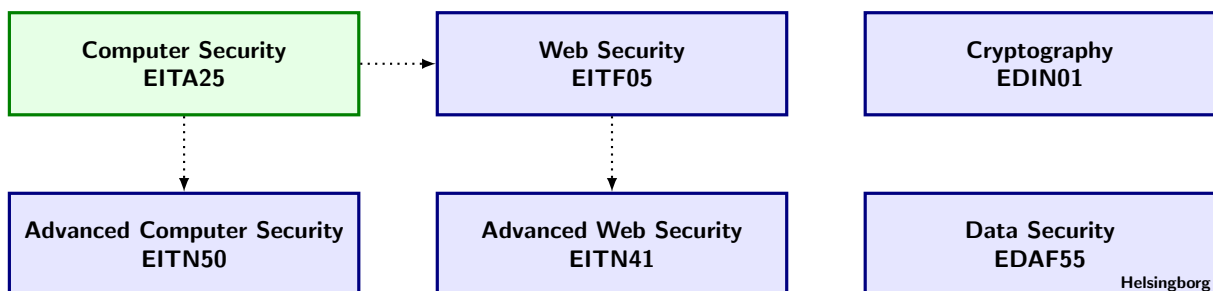 Computer Security
EITA25
Web Security
EITF05
Cryptography
EDIN01
Advanced Computer Security
EITN50
Advanced Web Security
EITN41
Data Security
EDAF55
Helsingborg